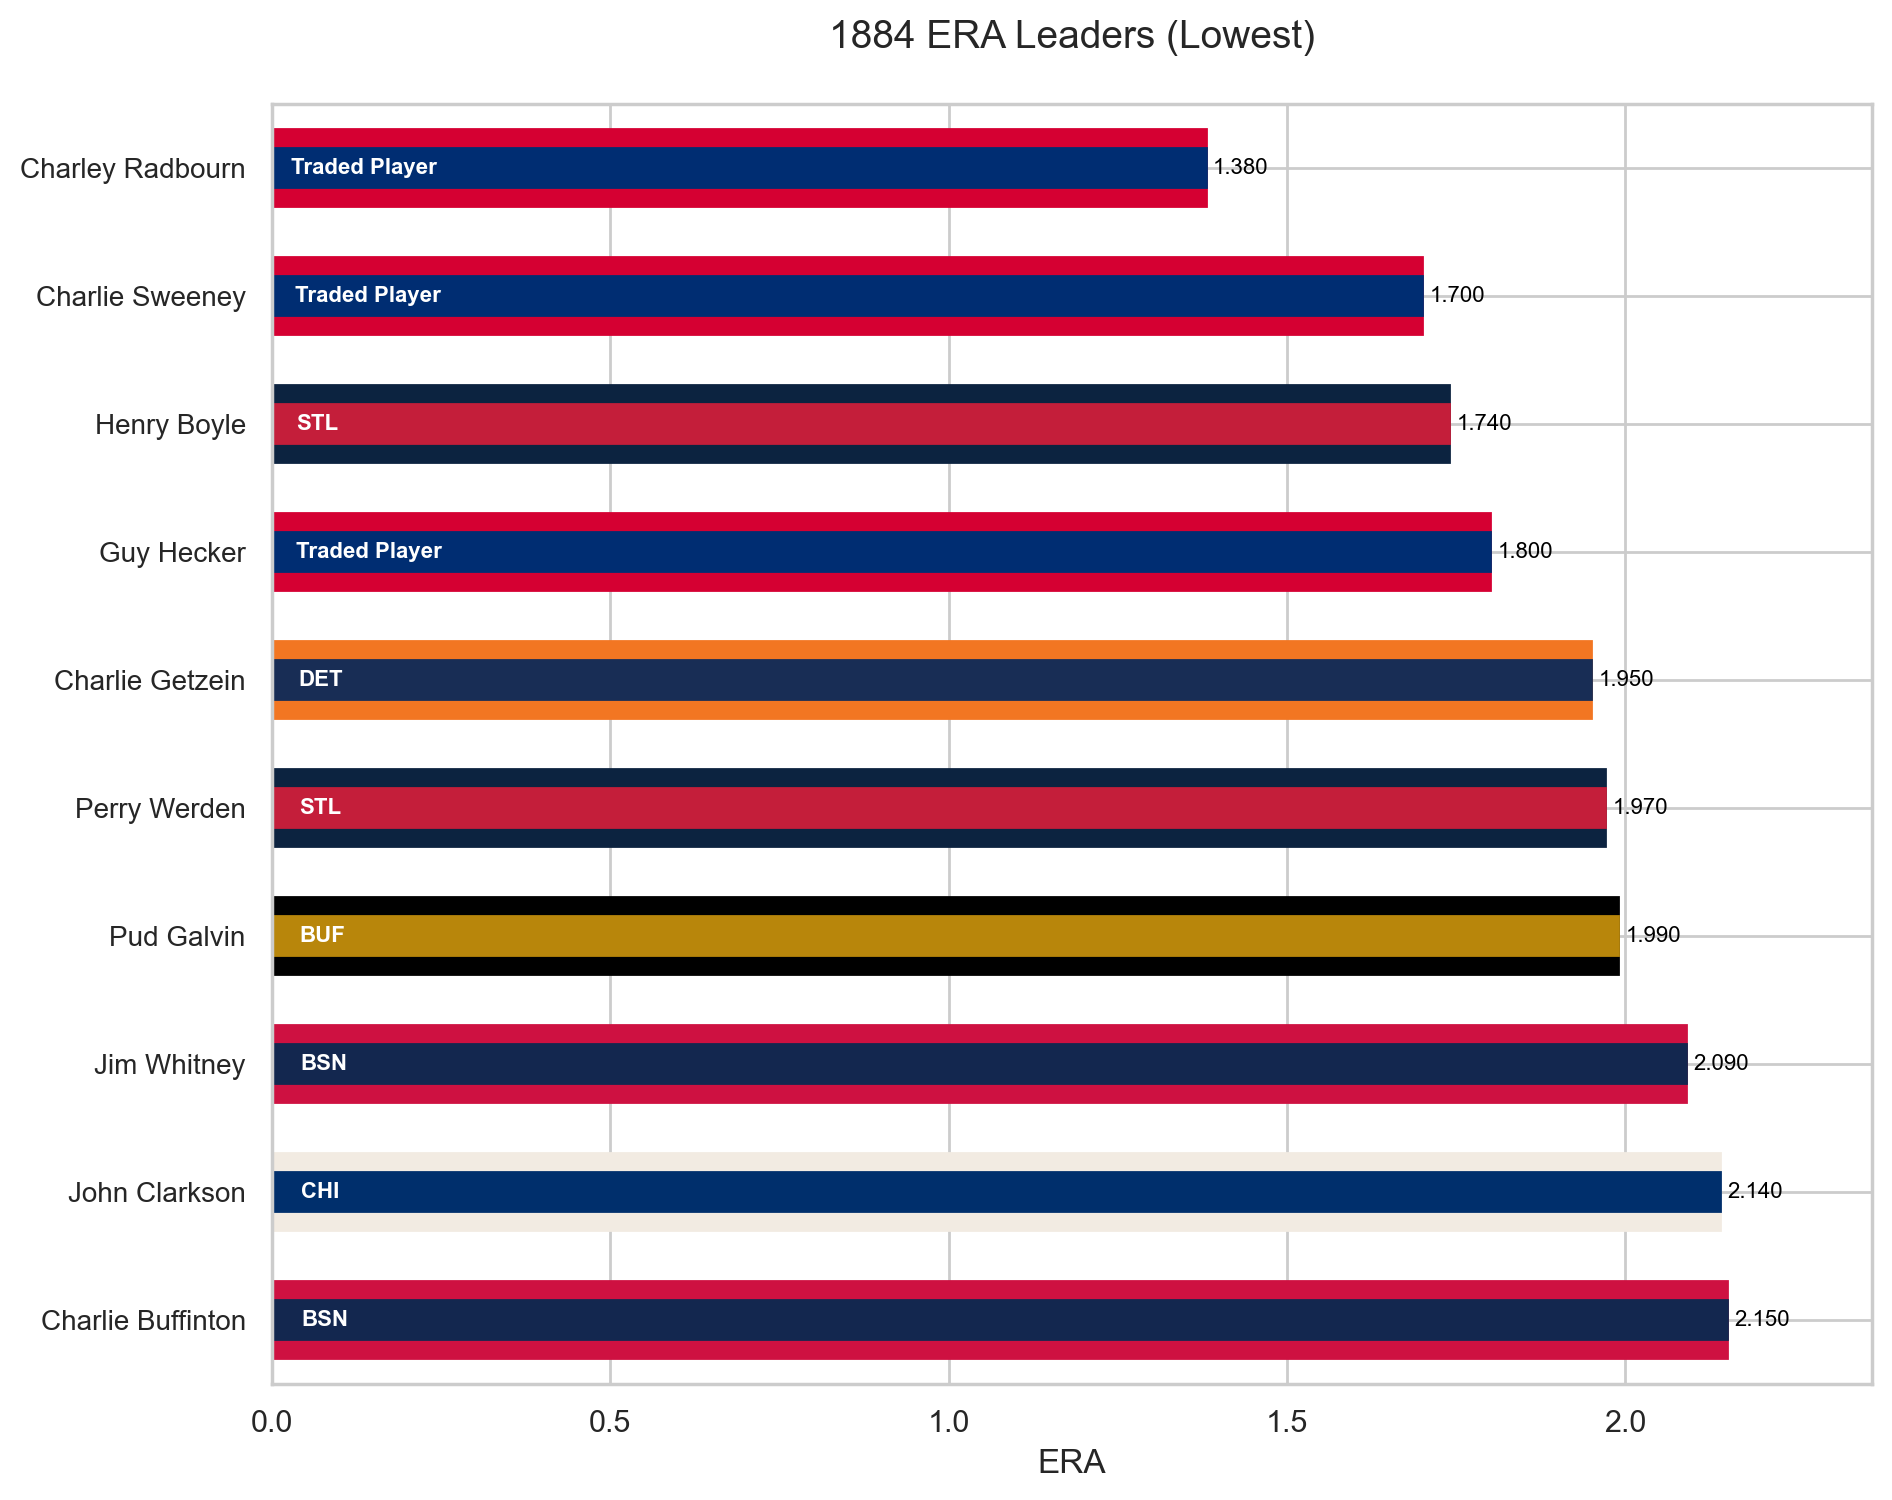 1884 ERA Leaders (Lowest)
Charley Radbourn Traded Player 1.380
Charlie Sweeney Traded Player 1.700
Henry Boyle STL 1.740
Guy Hecker Traded Player 1.800
Charlie Getzein DET 1.950
Perry Werden STL 1.970
Pud Galvin BUF 1.990
Jim Whitney BSN 2.090
John Clarkson CHI 2.140
Charlie Buffinton BSN 2.150
0.0 0.5 1.0 1.5 2.0
ERA